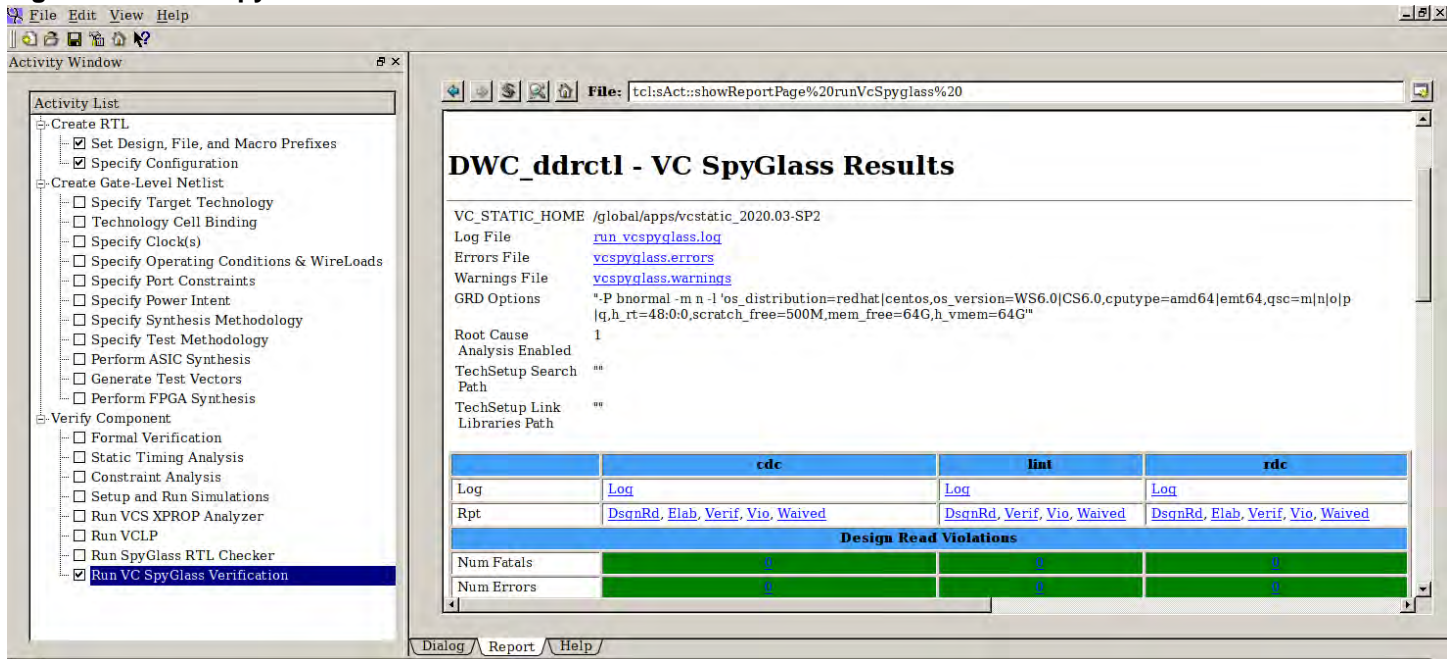 File Edit View Help
Activity Window
Activity List
Create RTL
Set Design, File, and Macro Prefixes
Specify Configuration
Create Gate-Level Netlist
Specify Target Technology
Technology Cell Binding
Specify Clock(s)
Specify Operating Conditions & WireLoads
Specify Port Constraints
Specify Power Intent
Specify Synthesis Methodology
Specify Test Methodology
Perform ASIC Synthesis
Generate Test Vectors
Perform FPGA Synthesis
Verify Component
Formal Verification
Static Timing Analysis
Constraint Analysis
Setup and Run Simulations
Run VCS XPROP Analyzer
Run VCLP
Run SpyGlass RTL Checker
Run VC SpyGlass Verification
File: tcl:sAct::showReportPage%20runVcSpyglass%20
DWC_ddrctl - VC SpyGlass Results
VC_STATIC_HOME /global/apps/vcstatic_2020.03-SP2
Log File run_vcspyglass.log
Errors File vcspyglass.errors
Warnings File vcspyglass.warnings
GRD Options "-P bnormal -m n -l 'os_distribution=redhat|centos,os_version=WS6.0|CS6.0,cputype=amd64|emt64,qsc=m|n|o|p
|q,h_rt=48:0:0,scratch_free=500M,mem_free=64G,h_vmem=64G'"
Root Cause 1
Analysis Enabled
TechSetup Search ""
Path
TechSetup Link ""
Libraries Path
cdc lint rdc
Log Log Log Log
Rpt DsgnRd, Elab, Verif, Vio, Waived DsgnRd, Verif, Vio, Waived DsgnRd, Elab, Verif, Vio, Waived
Design Read Violations
Num Fatals 0 0 0
Num Errors 0 0 0
Dialog Report Help